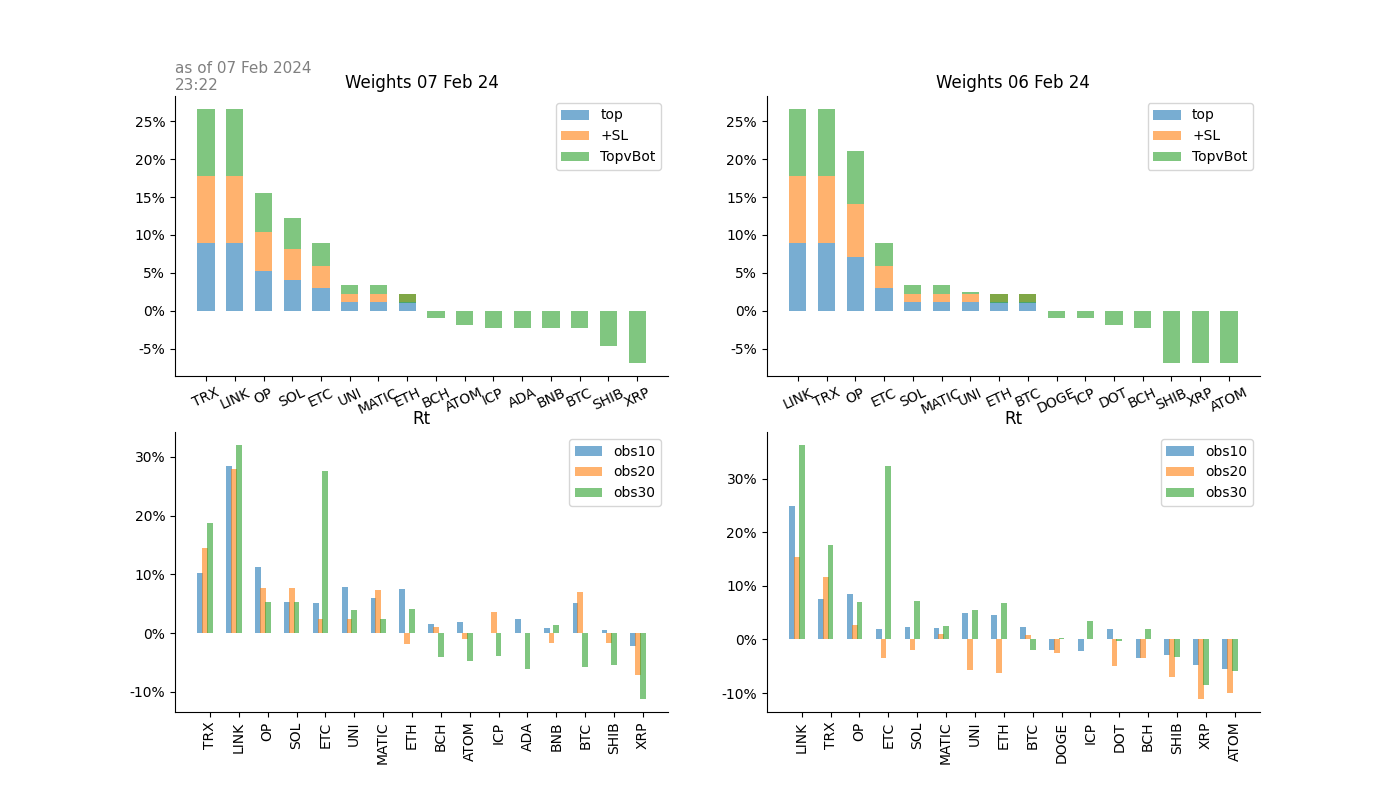 as of 07 Feb 2024
23:22
Weights 07 Feb 24
25%
20%
15%
10%
5%
0%
-5%
top
+SL
TopvBot
TRX LINK OP SOL ETC UNI MATIC ETH BCH ATOM ICP ADA BNB BTC SHIB XRP
Weights 06 Feb 24
25%
20%
15%
10%
5%
0%
-5%
top
+SL
TopvBot
LINK TRX OP ETC SOL MATIC UNI ETH BTC DOGE ICP DOT BCH SHIB XRP ATOM
Rt
30%
20%
10%
0%
-10%
obs10
obs20
obs30
TRX LINK OP SOL ETC UNI MATIC ETH BCH ATOM ICP ADA BNB BTC SHIB XRP
Rt
30%
20%
10%
0%
-10%
obs10
obs20
obs30
LINK TRX OP ETC SOL MATIC UNI ETH BTC DOGE ICP DOT BCH SHIB XRP ATOM